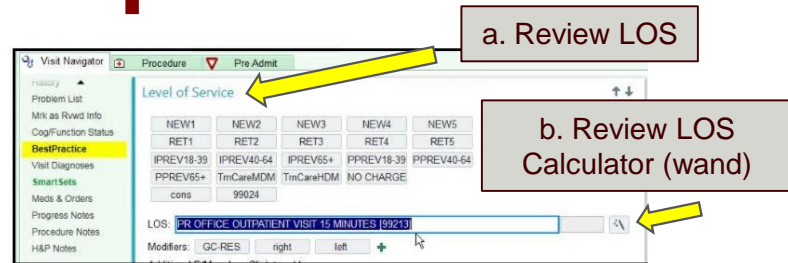 a. Review LOS
Visit Navigator Procedure Pre Admit
History
Problem List
Mrk as Rvwd Info
Cog/Function Status
BestPractice
Visit Diagnoses
SmartSets
Meds & Orders
Progress Notes
Procedure Notes
H&P Notes
Level of Service
NEW1 NEW2 NEW3 NEW4 NEW5
RET1 RET2 RET3 RET4 RET5
IPREV18-39 IPREV40-64 IPREV65+ PPREV18-39 PPREV40-64
PPREV65+ TmCareMDM TmCareHDM NO CHARGE
cons 99024
LOS: PR OFFICE OUTPATIENT VISIT 15 MINUTES [99213]
Modifiers: GC-RES right left
b. Review LOS
Calculator (wand)